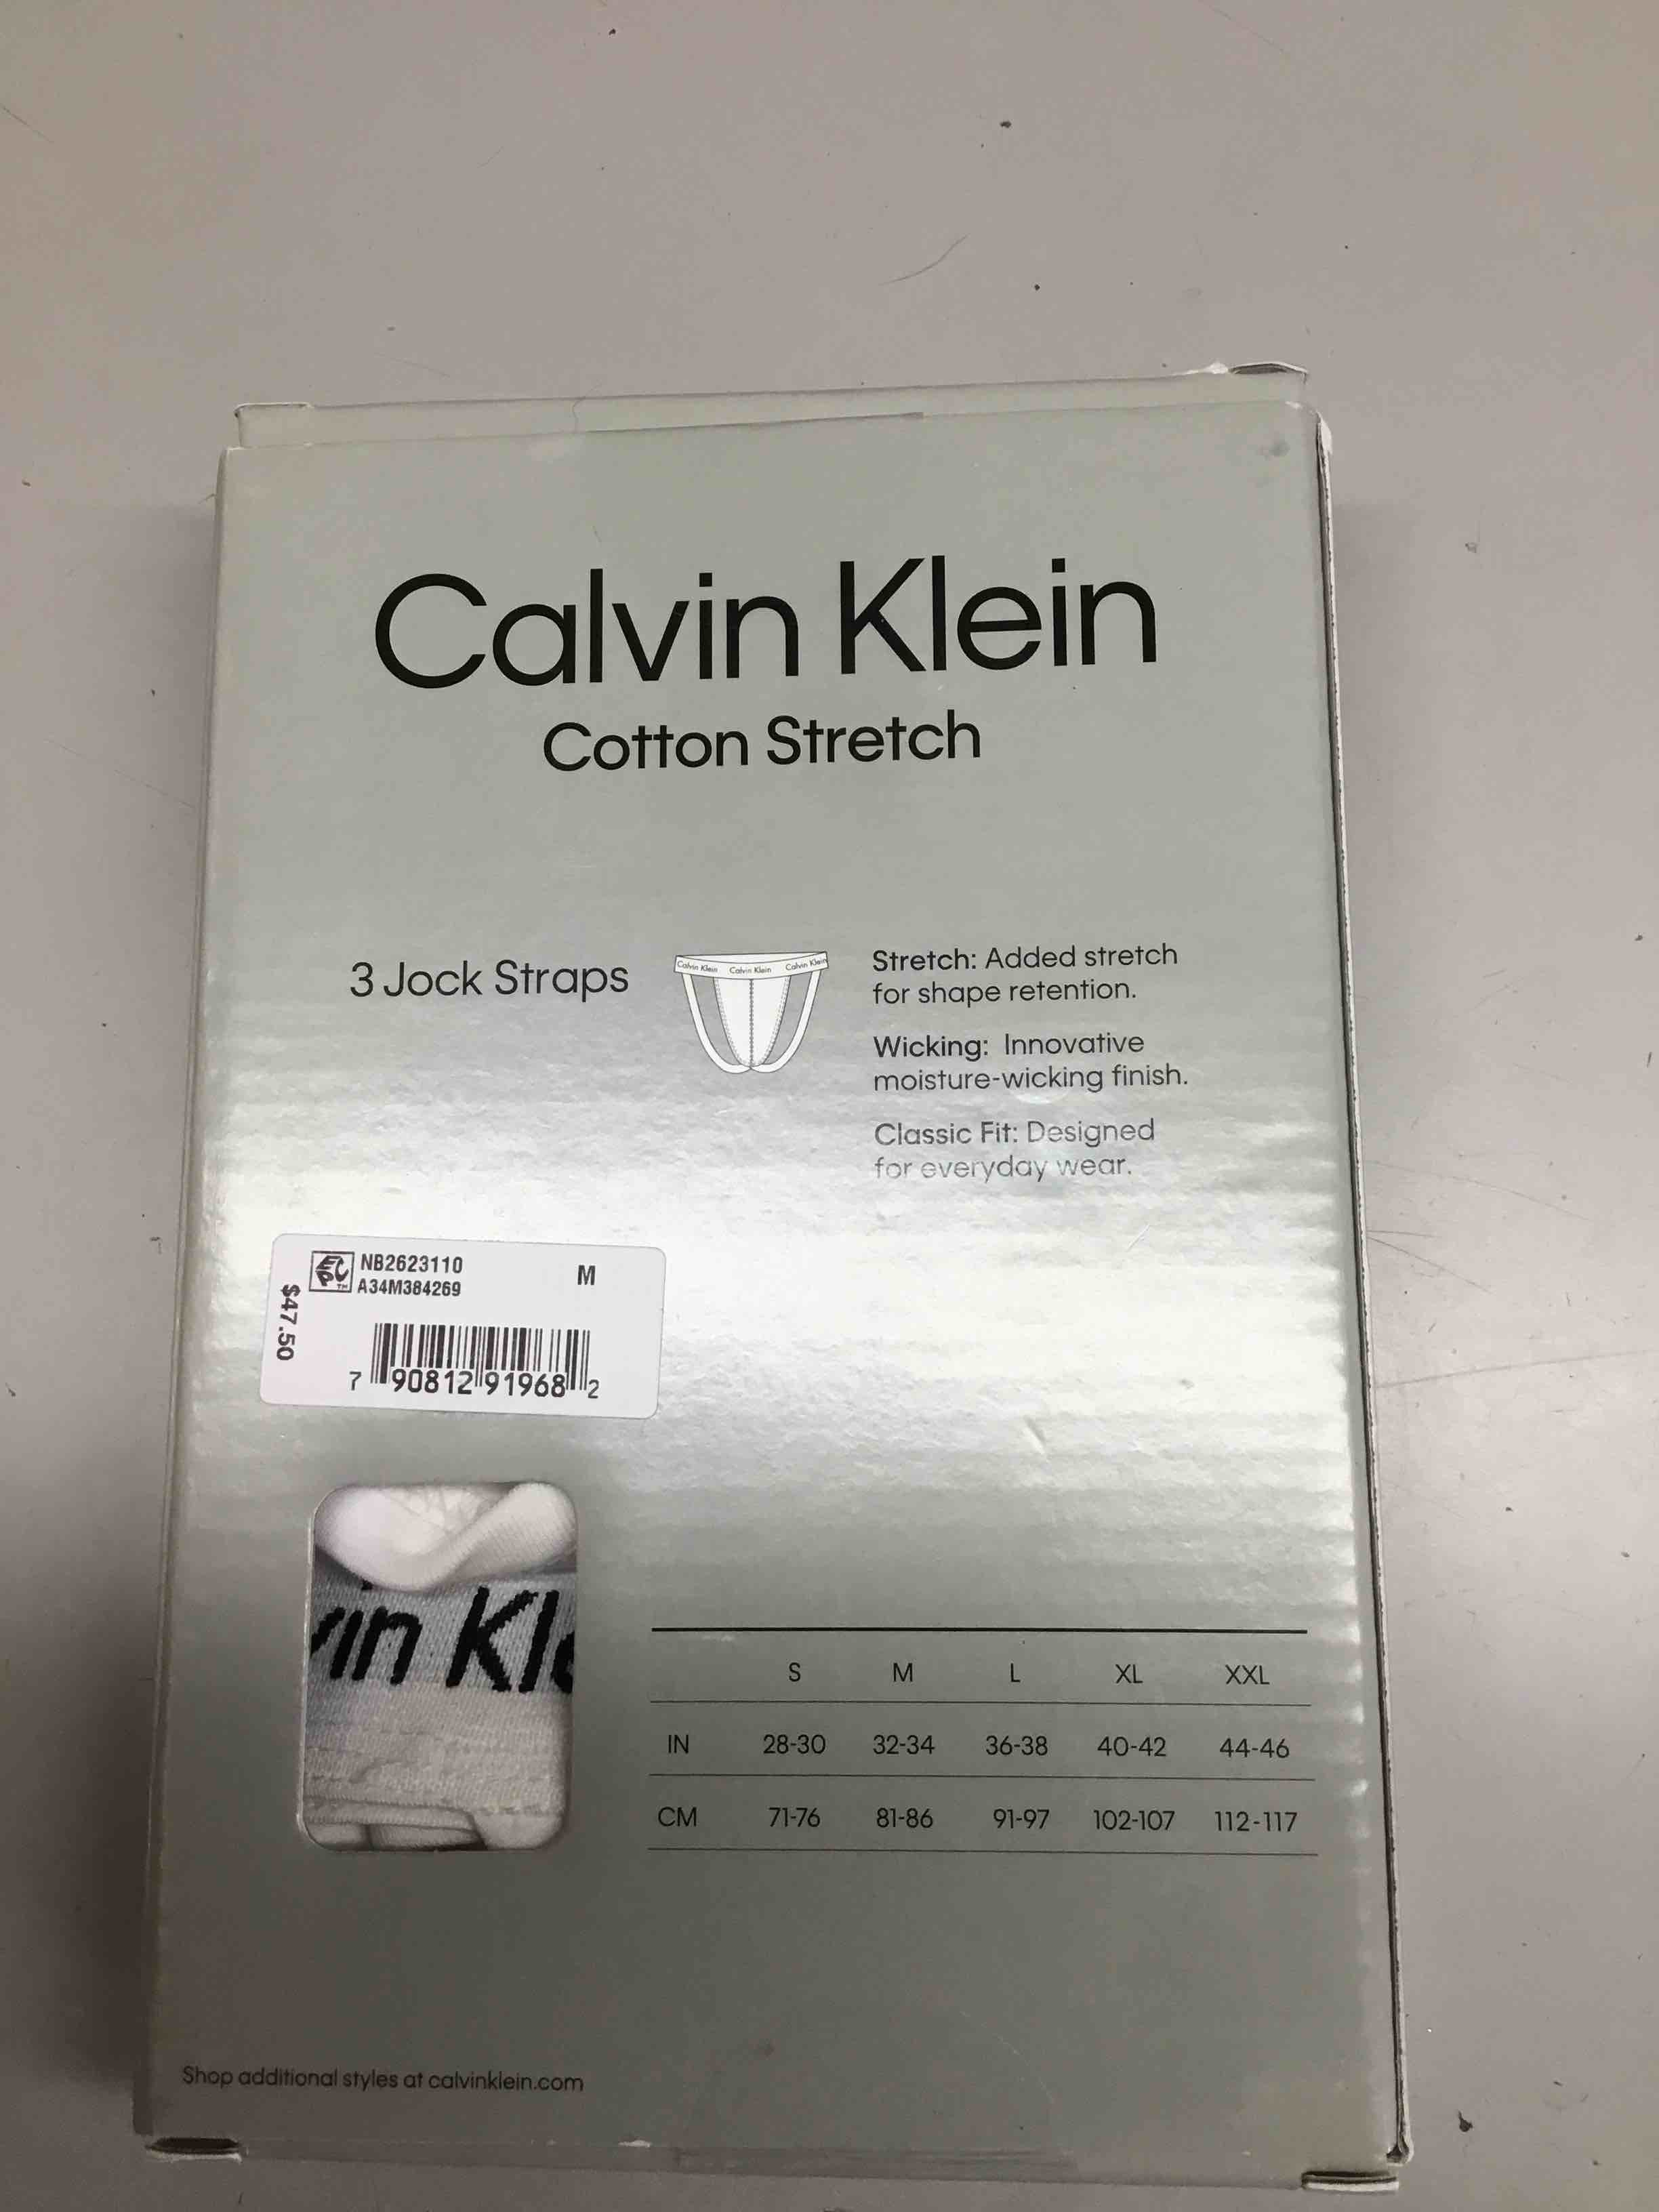 Calvin Klein
Cotton Stretch
3 Jock Straps
Calvin Klein Calvin Klein Calvin Klein
Stretch: Added stretch
for shape retention.
Wicking: Innovative
moisture-wicking finish.
Classic Fit: Designed
for everyday wear.
EPC™
NB2623110
A34M384269
M
$47.50
7 90812 91968 2
vin Kle
S M L XL XXL
IN 28-30 32-34 36-38 40-42 44-46
CM 71-76 81-86 91-97 102-107 112-117
Shop additional styles at calvinklein.com